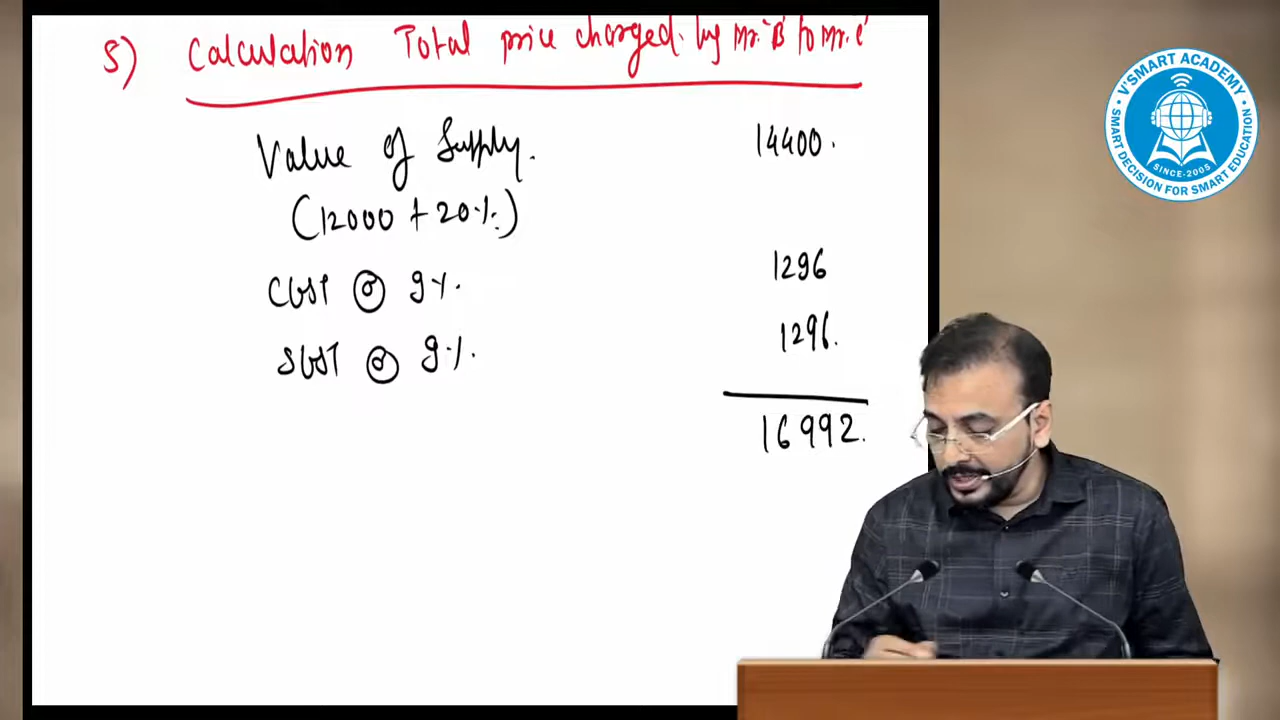 5) Calculation Total price charged. by Mr. "B" to Mr. "C"
Value of Supply. 14400.
(12000 + 20%)
CGST @ 9%. 1296
SGST @ 9%. 1296.
16992.
V'SMART ACADEMY
SINCE-2005
SMART DECISION FOR SMART EDUCATION